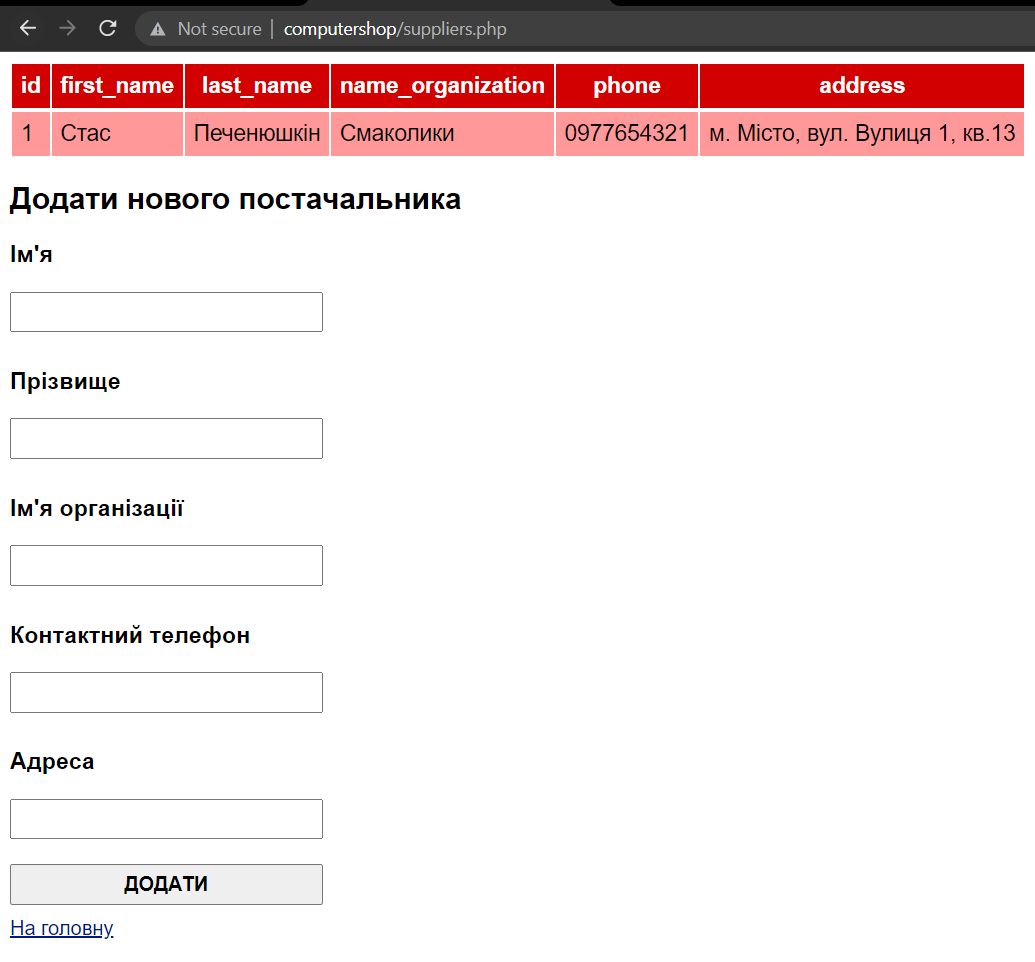 Not secure | computershop/suppliers.php
id first_name last_name name_organization phone address
1 Стас Печенюшкін Смаколики 0977654321 м. Місто, вул. Вулиця 1, кв.13
Додати нового постачальника
Ім'я
Прізвище
Ім'я організації
Контактний телефон
Адреса
ДОДАТИ
На головну